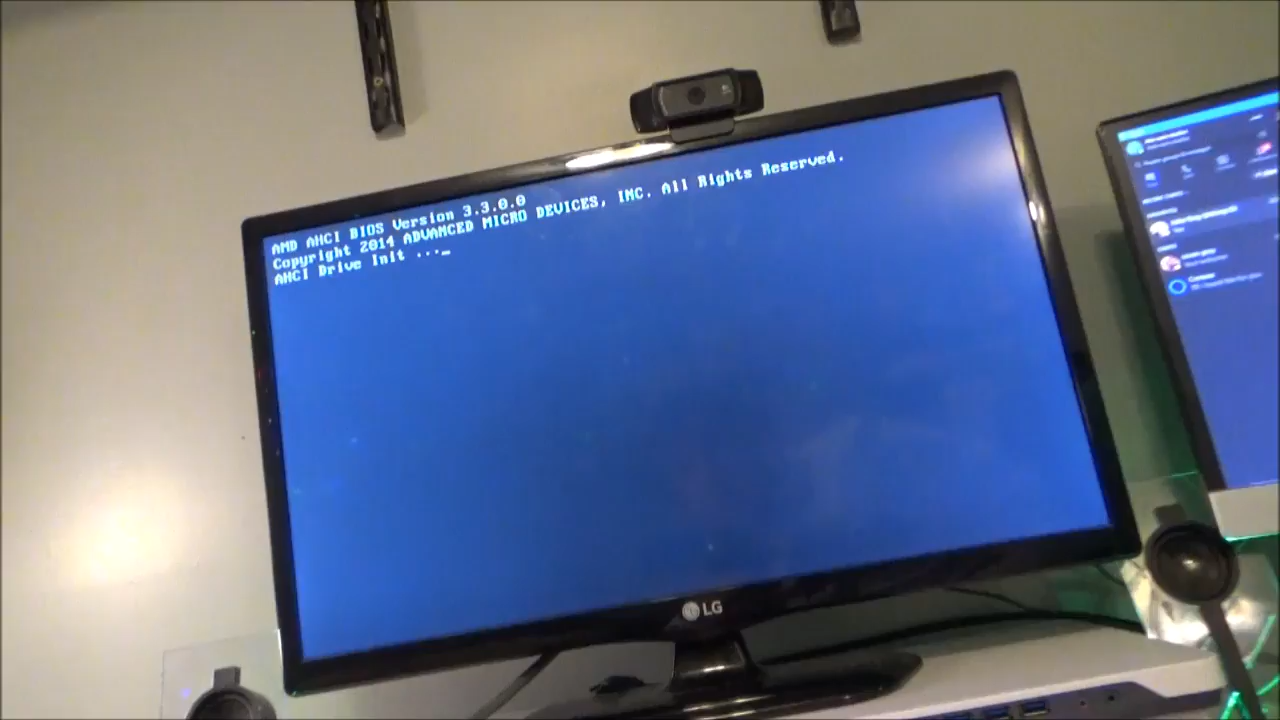 AMD AHCI BIOS Version 3.3.0.0
Copyright 2014 ADVANCED MICRO DEVICES, INC. All Rights Reserved.
AHCI Drive Init ..._
LG